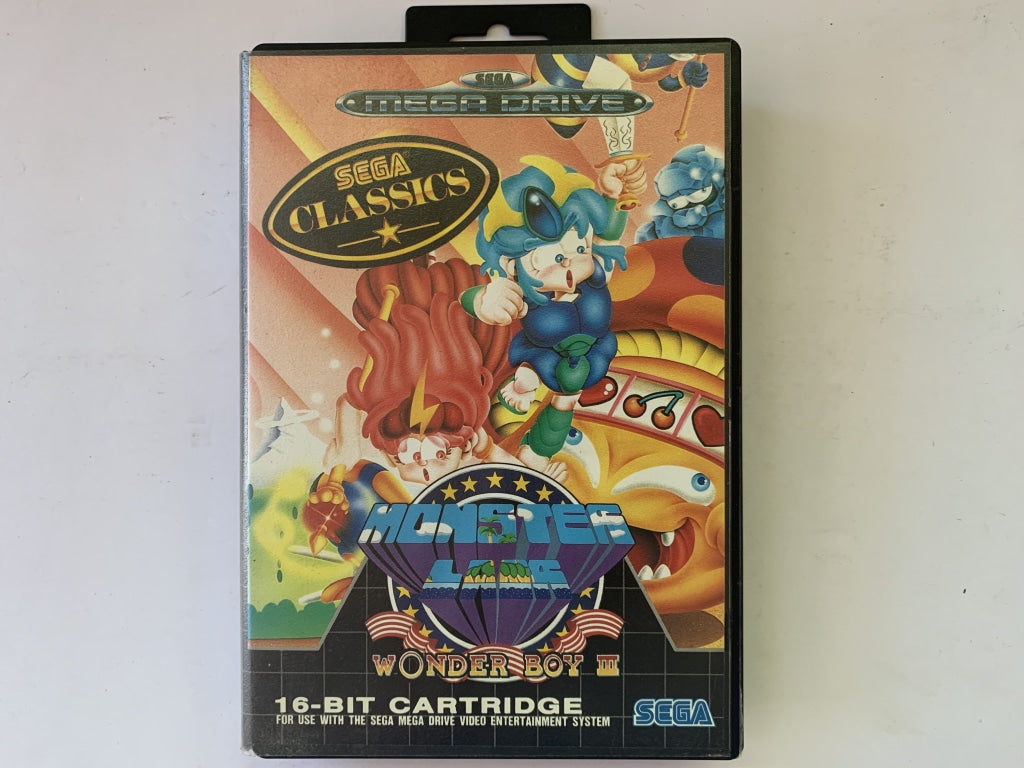 SEGA
MEGA DRIVE
SEGA
CLASSICS
MONSTER
LAIR
WONDER BOY III
16-BIT CARTRIDGE
FOR USE WITH THE SEGA MEGA DRIVE VIDEO ENTERTAINMENT SYSTEM
SEGA